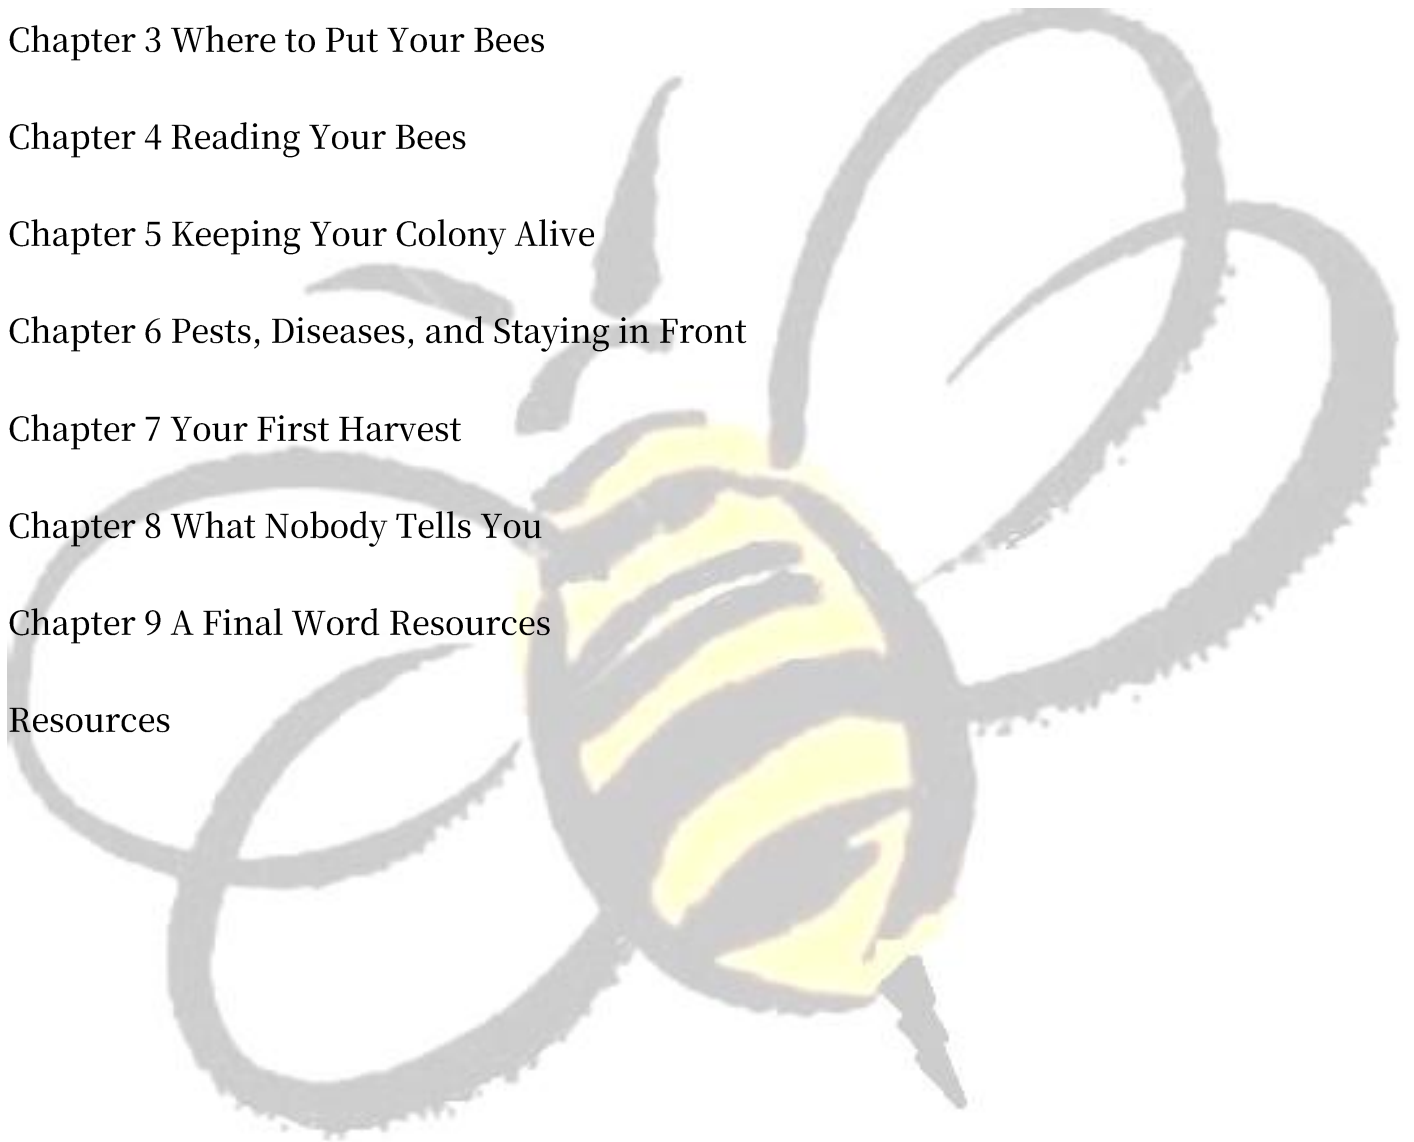 Chapter 3 Where to Put Your Bees
Chapter 4 Reading Your Bees
Chapter 5 Keeping Your Colony Alive
Chapter 6 Pests, Diseases, and Staying in Front
Chapter 7 Your First Harvest
Chapter 8 What Nobody Tells You
Chapter 9 A Final Word Resources
Resources